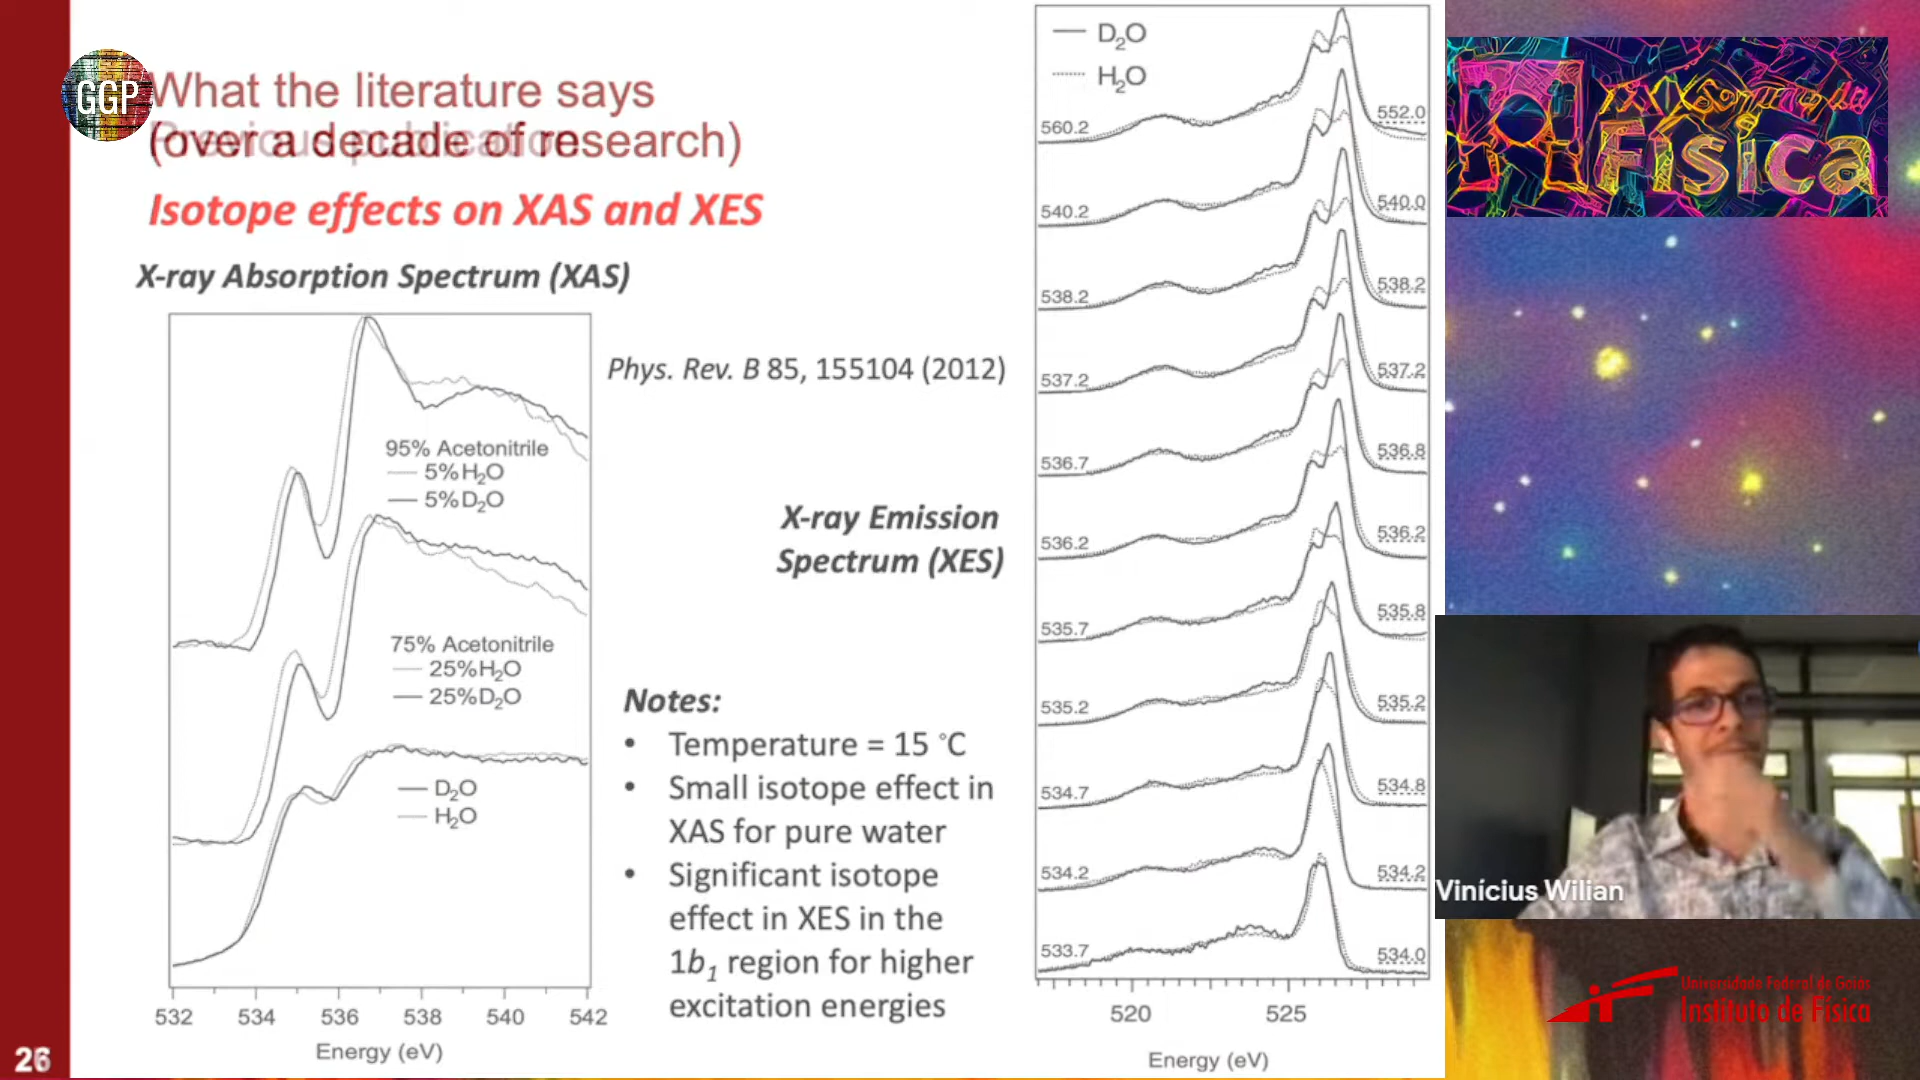 GGP
What the literature says
(over a decade of research)
Previous publication
Isotope effects on XAS and XES
X-ray Absorption Spectrum (XAS)
95% Acetonitrile
5%H₂O
5%D₂O
75% Acetonitrile
25%H₂O
25%D₂O
D₂O
H₂O
532 534 536 538 540 542
Energy (eV)
Phys. Rev. B 85, 155104 (2012)
X-ray Emission
Spectrum (XES)
Notes:
• Temperature = 15 °C
• Small isotope effect in
XAS for pure water
• Significant isotope
effect in XES in the
1b₁ region for higher
excitation energies
D₂O
H₂O
560.2 552.0
540.2 540.0
538.2 538.2
537.2 537.2
536.7 536.8
536.2 536.2
535.7 535.8
535.2 535.2
534.7 534.8
534.2 534.2
533.7 534.0
520 525
Energy (eV)
Física
Vinícius Wilian
Universidade Federal de Goiás
Instituto de Física